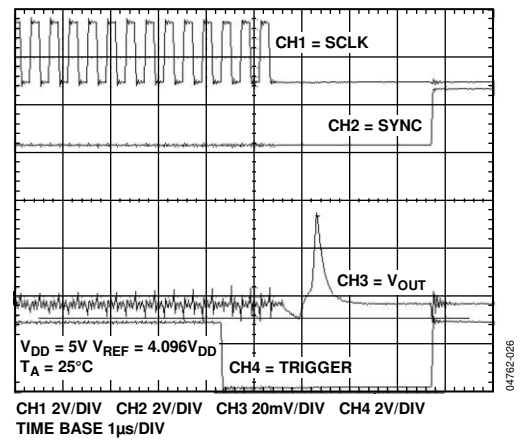 CH1 = SCLK
CH2 = SYNC
CH3 = VOUT
VDD = 5V VREF = 4.096VDD
TA = 25°C
CH4 = TRIGGER
CH1 2V/DIV CH2 2V/DIV CH3 20mV/DIV CH4 2V/DIV
TIME BASE 1µs/DIV
04762-026